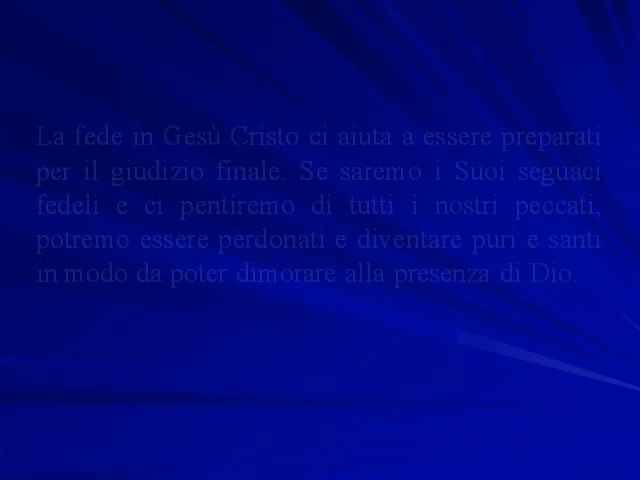 La fede in Gesù Cristo ci aiuta a essere preparati
per il giudizio finale. Se saremo i Suoi seguaci
fedeli e ci pentiremo di tutti i nostri peccati,
potremo essere perdonati e diventare puri e santi
in modo da poter dimorare alla presenza di Dio.